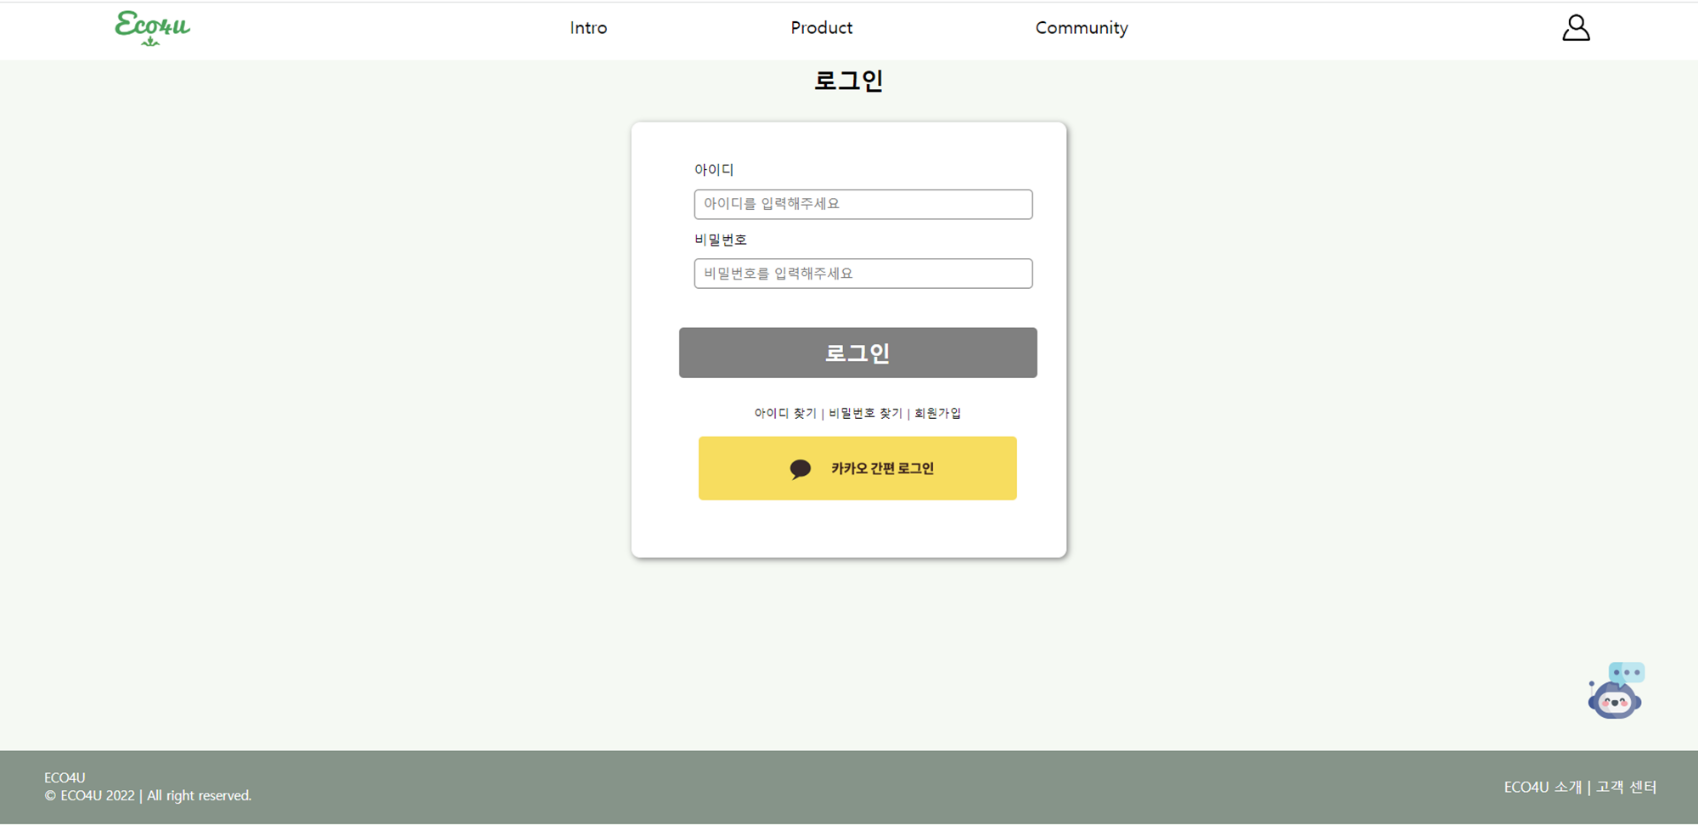 Eco4u
Intro
Product
Community
로그인
아이디
아이디를 입력해주세요
비밀번호
비밀번호를 입력해주세요
로그인
아이디 찾기 | 비밀번호 찾기 | 회원가입
카카오 간편 로그인
ECO4U
© ECO4U 2022 | All right reserved.
ECO4U 소개 | 고객 센터